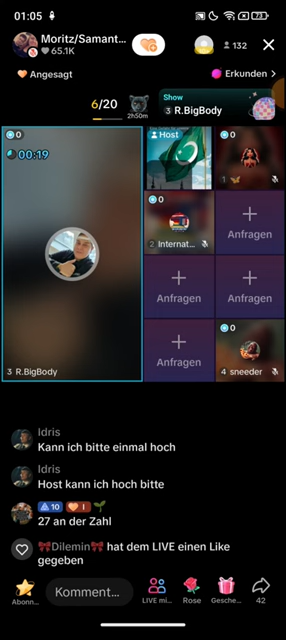 01:05
73
Moritz/Samant...
65.1K
132
Angesagt
Erkunden >
6/20
2h50m
Show
3 R.BigBody
0
00:19
3 R.BigBody
Host
0
1
0
2 Internat...
Anfragen
Anfragen
Anfragen
Anfragen
Anfragen
0
4 sneeder
Idris
Kann ich bitte einmal hoch
Idris
Host kann ich hoch bitte
10
I
27 an der Zahl
Dilemin hat dem LIVE einen Like
gegeben
Abonn...
Komment...
LIVE mi...
Rose
Gesche...
42